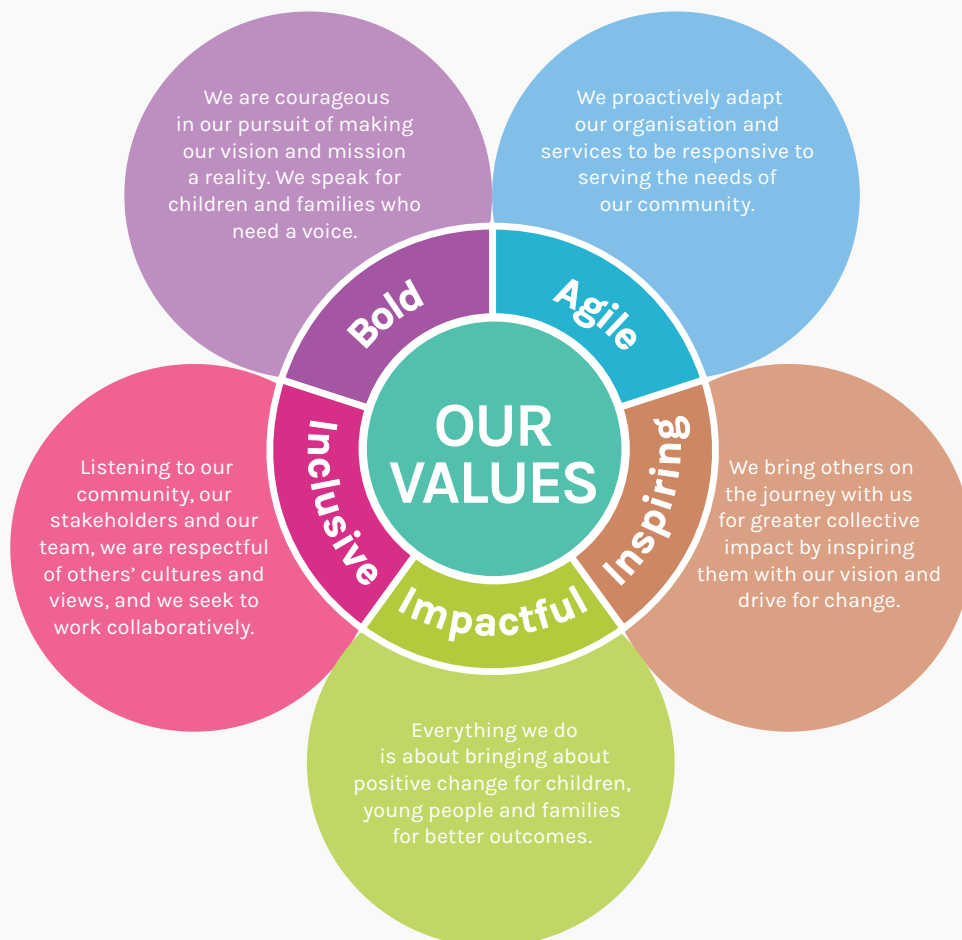 We are courageous
in our pursuit of making
our vision and mission
a reality. We speak for
children and families who
need a voice.
We proactively adapt
our organisation and
services to be responsive to
serving the needs of
our community.
Bold
Agile
OUR
VALUES
Inclusive
Inspiring
Impactful
Listening to our
community, our
stakeholders and our
team, we are respectful
of others’ cultures and
views, and we seek to
work collaboratively.
We bring others on
the journey with us
for greater collective
impact by inspiring
them with our vision and
drive for change.
Everything we do
is about bringing about
positive change for children,
young people and families
for better outcomes.